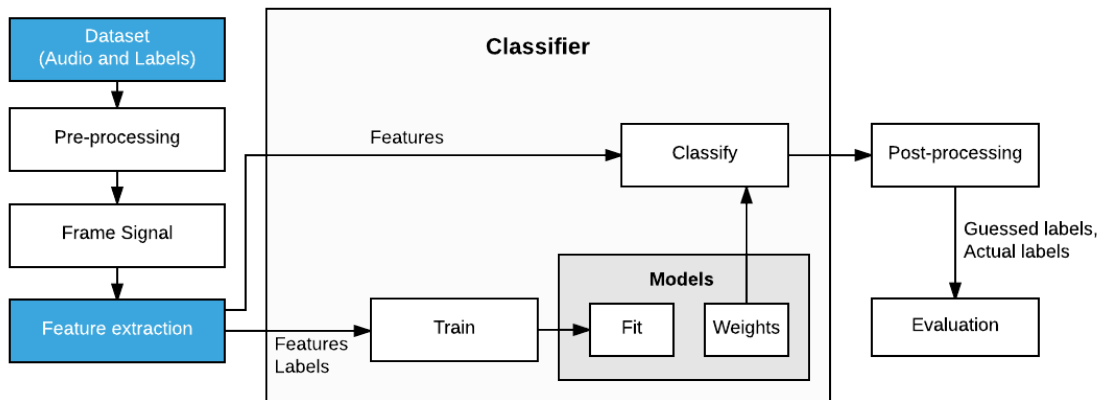 Dataset
(Audio and Labels)
Pre-processing
Frame Signal
Feature extraction
Classifier
Features
Classify
Features
Labels
Train
Models
Fit
Weights
Post-processing
Guessed labels,
Actual labels
Evaluation